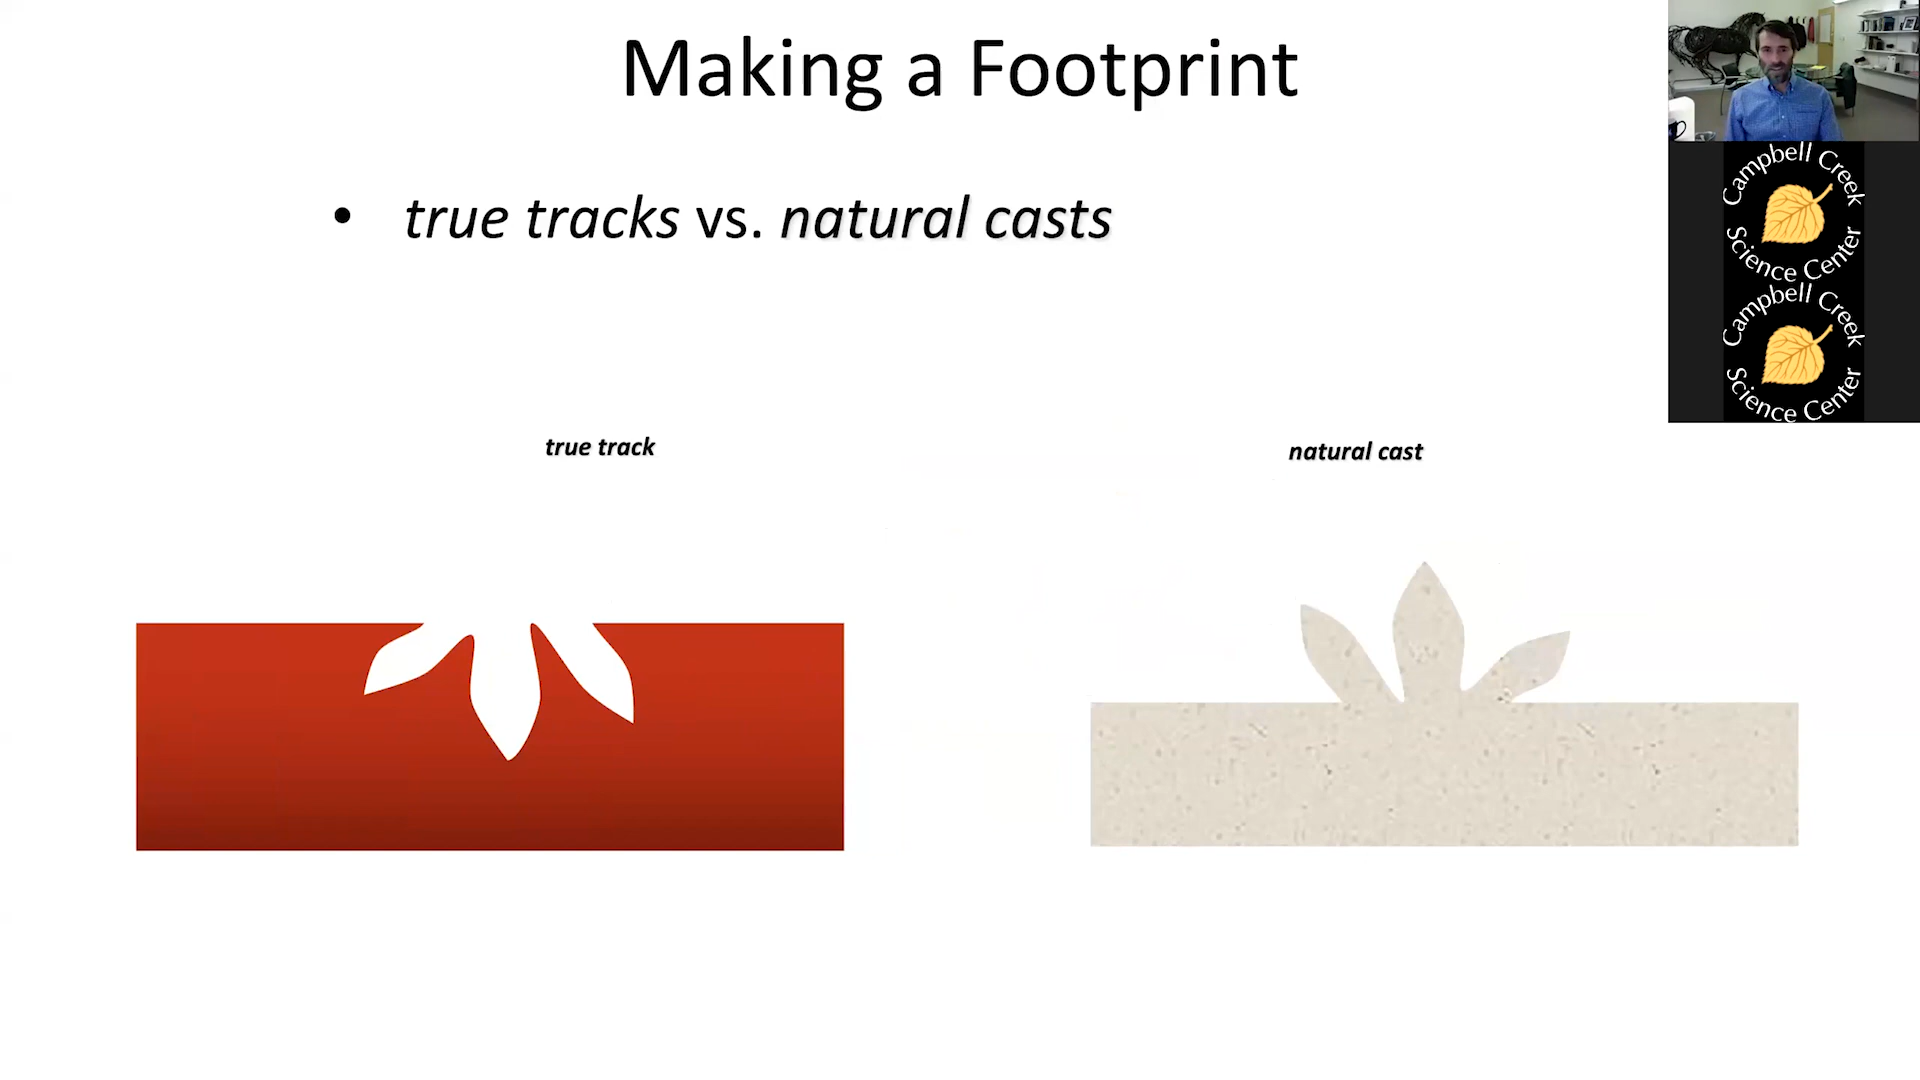 Making a Footprint
• true tracks vs. natural casts
true track
natural cast
Campbell Creek
Science Center
Campbell Creek
Science Center